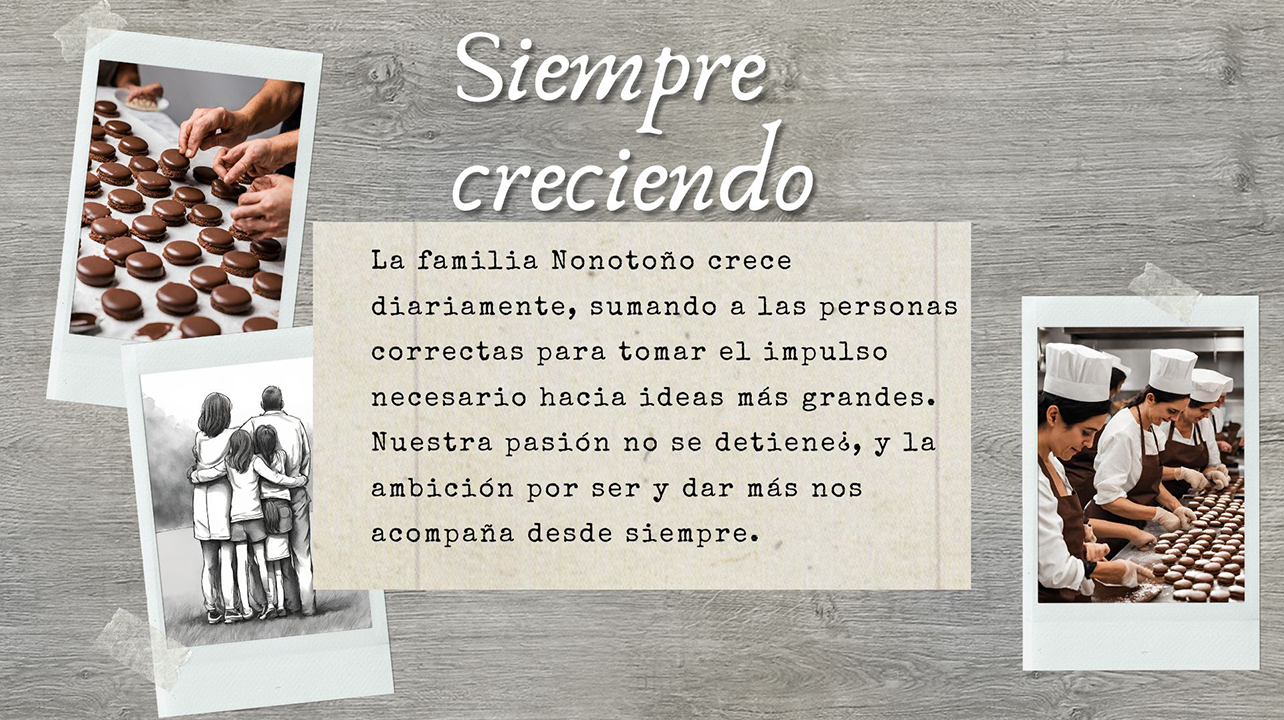 Siempre
creciendo
La familia Nonotoño crece
diariamente, sumando a las personas
correctas para tomar el impulso
necesario hacia ideas más grandes.
Nuestra pasión no se detiene¿, y la
ambición por ser y dar más nos
acompaña desde siempre.